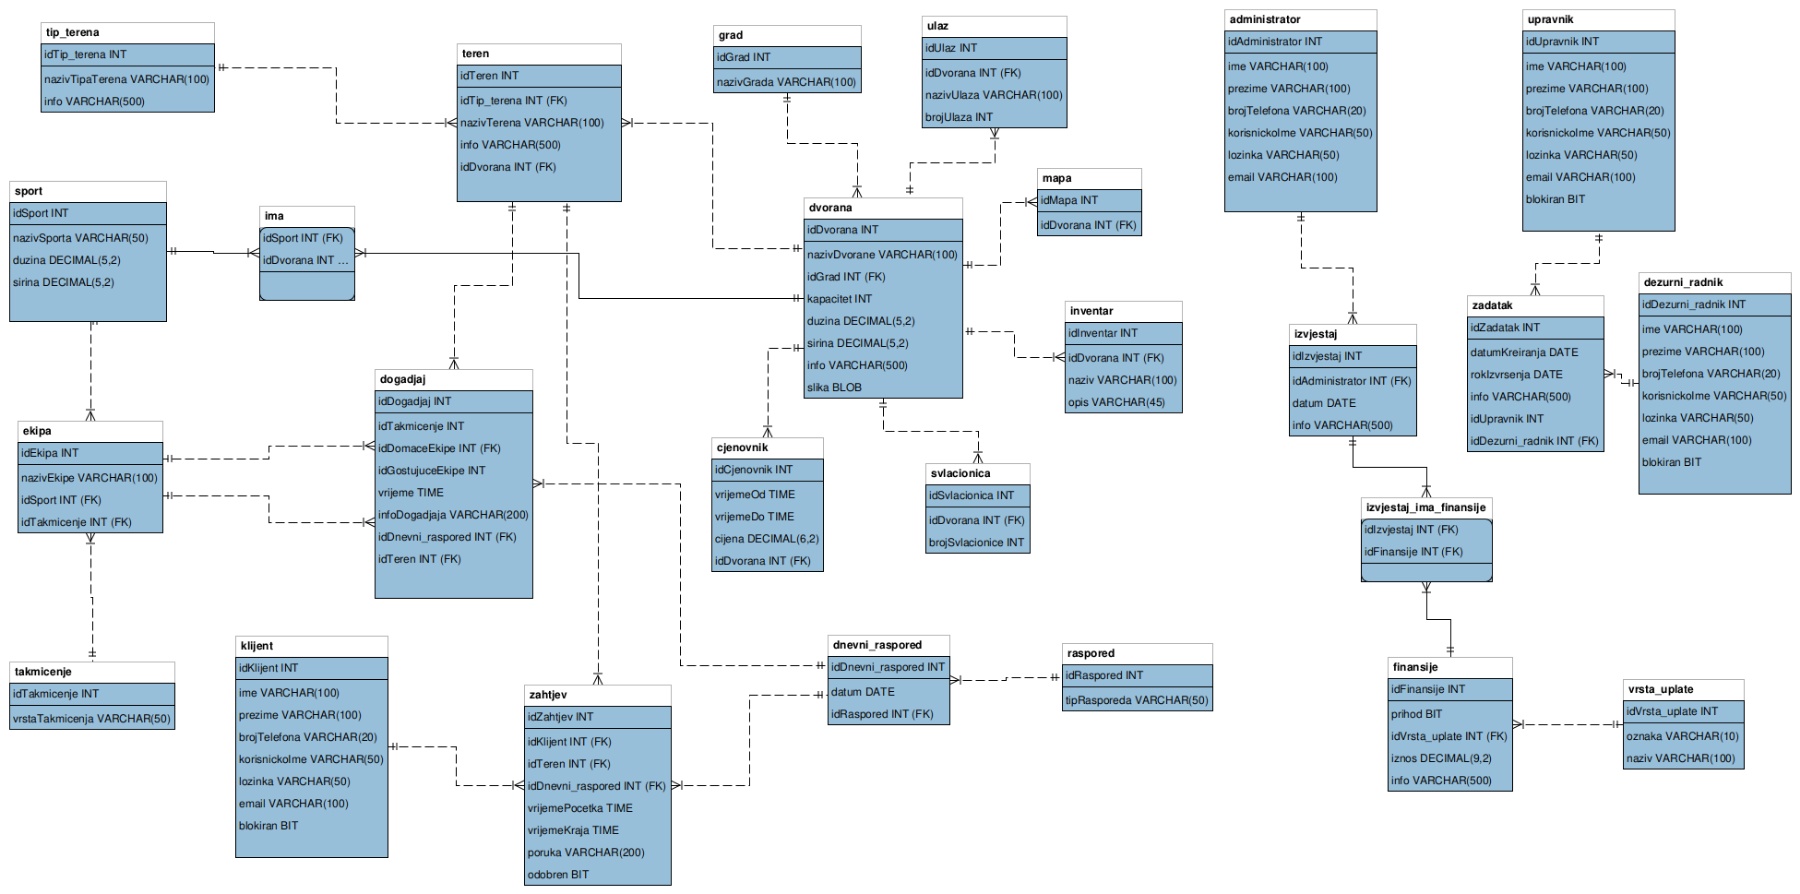 tip_terena
idTip_terena INT
nazivTipaTerena VARCHAR(100)
info VARCHAR(500)
teren
idTeren INT
idTip_terena INT (FK)
nazivTerena VARCHAR(100)
info VARCHAR(500)
idDvorana INT (FK)
grad
idGrad INT
nazivGrada VARCHAR(100)
ulaz
idUlaz INT
idDvorana INT (FK)
nazivUlaza VARCHAR(100)
brojUlaza INT
administrator
idAdministrator INT
ime VARCHAR(100)
prezime VARCHAR(100)
brojTelefona VARCHAR(20)
korisnickoIme VARCHAR(50)
lozinka VARCHAR(50)
email VARCHAR(100)
upravnik
idUpravnik INT
ime VARCHAR(100)
prezime VARCHAR(100)
brojTelefona VARCHAR(20)
korisnickoIme VARCHAR(50)
lozinka VARCHAR(50)
email VARCHAR(100)
blokiran BIT
sport
idSport INT
nazivSporta VARCHAR(50)
duzina DECIMAL(5,2)
sirina DECIMAL(5,2)
ima
idSport INT (FK)
idDvorana INT ...
dvorana
idDvorana INT
nazivDvorane VARCHAR(100)
idGrad INT (FK)
kapacitet INT
duzina DECIMAL(5,2)
sirina DECIMAL(5,2)
info VARCHAR(500)
slika BLOB
mapa
idMapa INT
idDvorana INT (FK)
inventar
idInventar INT
idDvorana INT (FK)
naziv VARCHAR(100)
opis VARCHAR(45)
izvjestaj
idIzvjestaj INT
idAdministrator INT (FK)
datum DATE
info VARCHAR(500)
zadatak
idZadatak INT
datumKreiranja DATE
rokIzvrsenja DATE
info VARCHAR(500)
idUpravnik INT
idDezurni_radnik INT (FK)
dezurni_radnik
idDezurni_radnik INT
ime VARCHAR(100)
prezime VARCHAR(100)
brojTelefona VARCHAR(20)
korisnickoIme VARCHAR(50)
lozinka VARCHAR(50)
email VARCHAR(100)
blokiran BIT
ekipa
idEkipa INT
nazivEkipe VARCHAR(100)
idSport INT (FK)
idTakmicenje INT (FK)
dogadjaj
idDogadjaj INT
idTakmicenje INT
idDomaceEkipe INT (FK)
idGostujuceEkipe INT
vrijeme TIME
infoDogadjaja VARCHAR(200)
idDnevni_raspored INT (FK)
idTeren INT (FK)
cjenovnik
idCjenovnik INT
vrijemeOd TIME
vrijemeDo TIME
cijena DECIMAL(6,2)
idDvorana INT (FK)
svlacionica
idSvlacionica INT
idDvorana INT (FK)
brojSvlacionice INT
izvjestaj_ima_finansije
idIzvjestaj INT (FK)
idFinansije INT (FK)
takmicenje
idTakmicenje INT
vrstaTakmicenja VARCHAR(50)
klijent
idKlijent INT
ime VARCHAR(100)
prezime VARCHAR(100)
brojTelefona VARCHAR(20)
korisnickoIme VARCHAR(50)
lozinka VARCHAR(50)
email VARCHAR(100)
blokiran BIT
zahtjev
idZahtjev INT
idKlijent INT (FK)
idTeren INT (FK)
idDnevni_raspored INT (FK)
vrijemePocetka TIME
vrijemeKraja TIME
poruka VARCHAR(200)
odobren BIT
dnevni_raspored
idDnevni_raspored INT
datum DATE
idRaspored INT (FK)
raspored
idRaspored INT
tipRasporeda VARCHAR(50)
finansije
idFinansije INT
prihod BIT
idVrsta_uplate INT (FK)
iznos DECIMAL(9,2)
info VARCHAR(500)
vrsta_uplate
idVrsta_uplate INT
oznaka VARCHAR(10)
naziv VARCHAR(100)